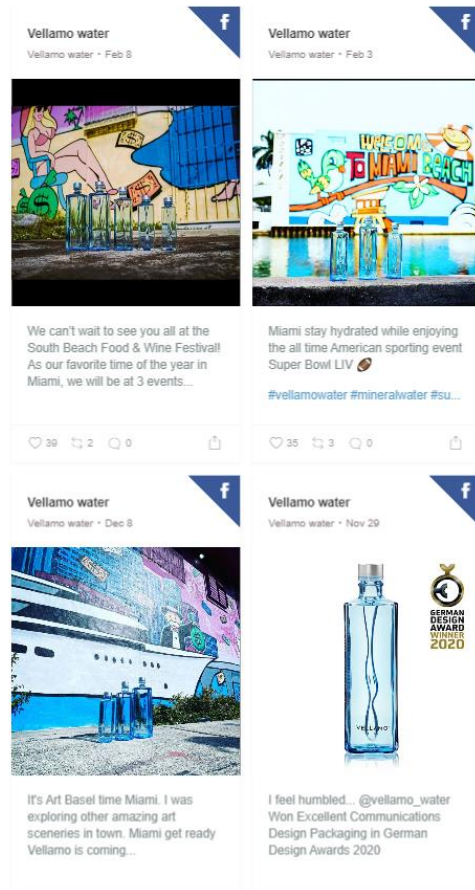 f
Vellamo water
Vellamo water • Feb 8
We can't wait to see you all at the
South Beach Food & Wine Festival!
As our favorite time of the year in
Miami, we will be at 3 events...
39 2 0
f
Vellamo water
Vellamo water • Feb 3
WELCOME
TO MIAMI BEACH
Miami stay hydrated while enjoying
the all time American sporting event
Super Bowl LIV 🏈
#vellamowater #mineralwater #su...
35 3 0
f
Vellamo water
Vellamo water • Dec 8
It's Art Basel time Miami. I was
exploring other amazing art
sceneries in town. Miami get ready
Vellamo is coming...
f
Vellamo water
Vellamo water • Nov 29
GERMAN
DESIGN
AWARD
WINNER
2020
VELLAMO
I feel humbled... @vellamo_water
Won Excellent Communications
Design Packaging in German
Design Awards 2020